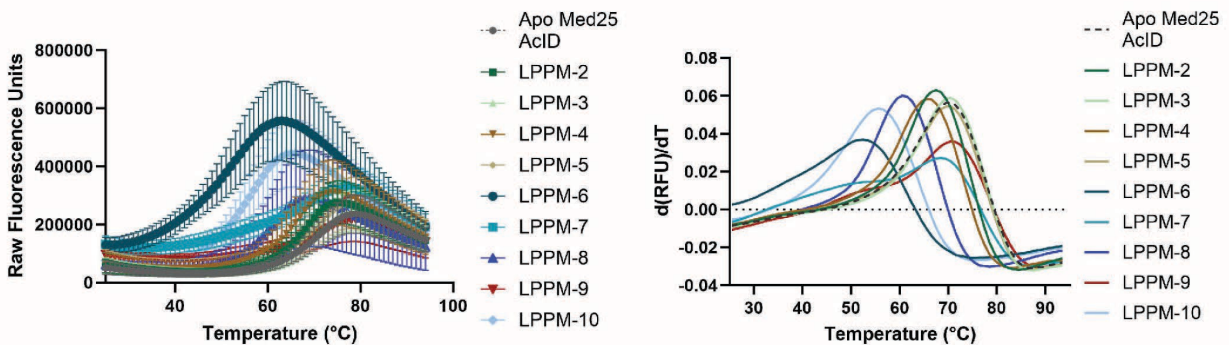 Raw Fluorescence Units
800000
600000
400000
200000
0
40
60
80
100
Temperature (°C)
Apo Med25
AcID
LPPM-2
LPPM-3
LPPM-4
LPPM-5
LPPM-6
LPPM-7
LPPM-8
LPPM-9
LPPM-10
d(RFU)/dT
0.08
0.06
0.04
0.02
0.00
-0.02
-0.04
30
40
50
60
70
80
90
Temperature (°C)
Apo Med25
AcID
LPPM-2
LPPM-3
LPPM-4
LPPM-5
LPPM-6
LPPM-7
LPPM-8
LPPM-9
LPPM-10